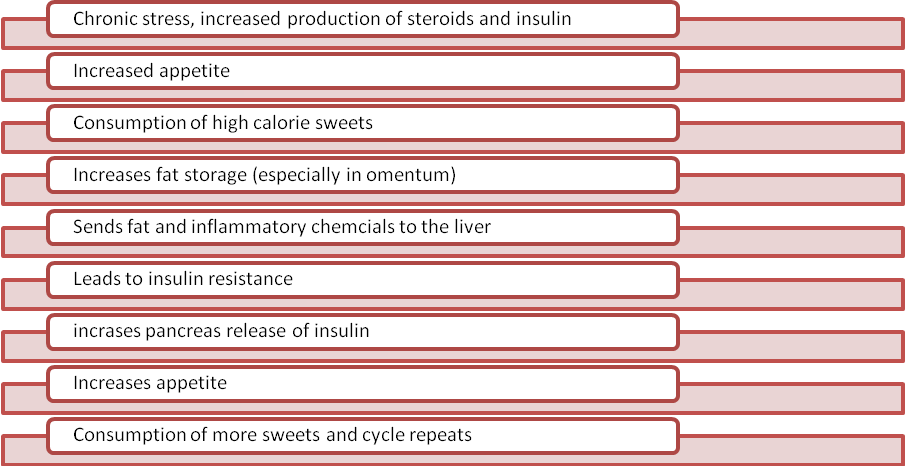 Chronic stress, increased production of steroids and insulin
Increased appetite
Consumption of high calorie sweets
Increases fat storage (especially in omentum)
Sends fat and inflammatory chemcials to the liver
Leads to insulin resistance
incrases pancreas release of insulin
Increases appetite
Consumption of more sweets and cycle repeats